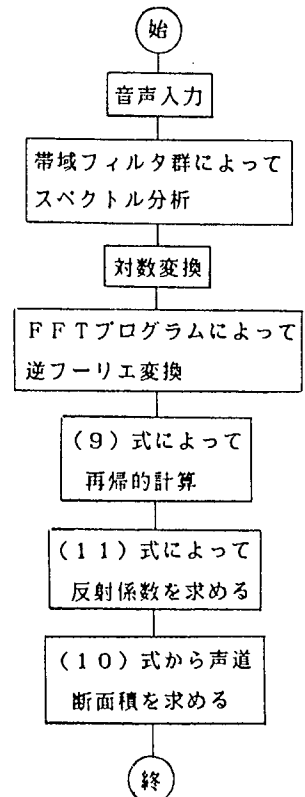 始
音声入力
帯域フィルタ群によって
スペクトル分析
対数変換
FFTプログラムによって
逆フーリエ変換
(9)式によって
再帰的計算
(11)式によって
反射係数を求める
(10)式から声道
断面積を求める
終